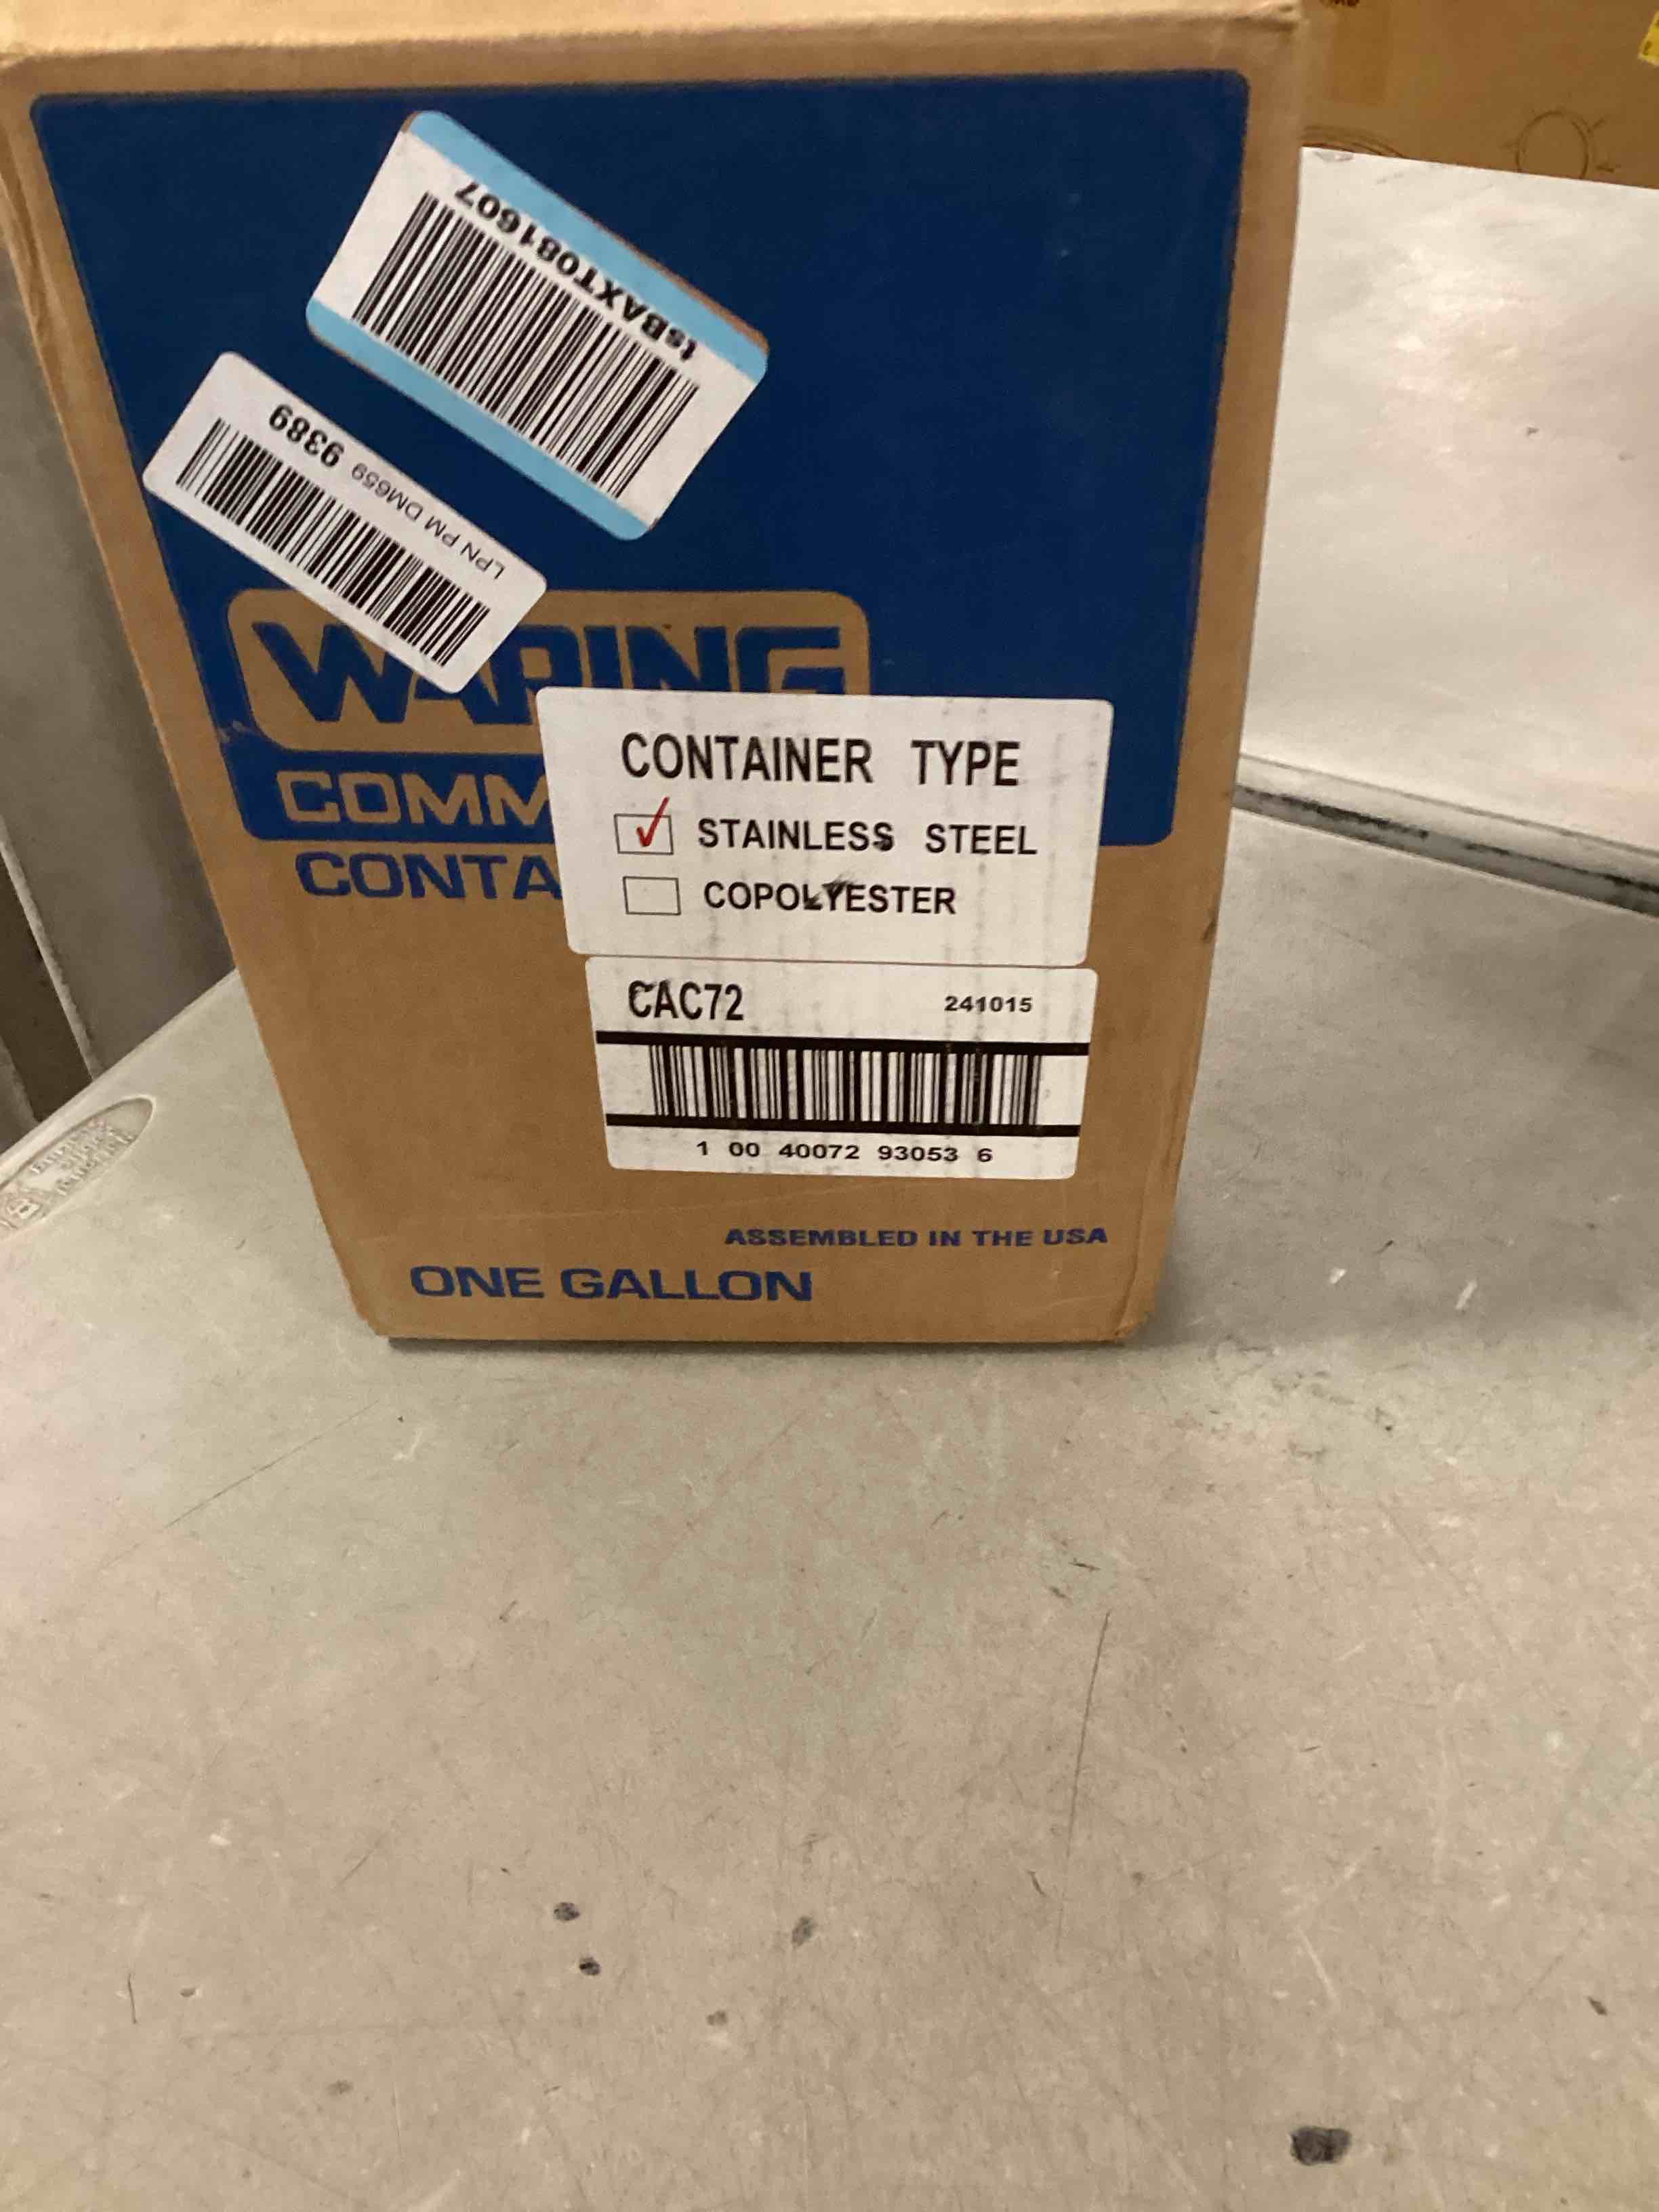 tsBAXT081607
LPN PM DM659 9389
WARING
COMM
CONTA
CONTAINER TYPE
STAINLESS STEEL
COPOLYESTER
CAC72 241015
1 00 40072 93053 6
ASSEMBLED IN THE USA
ONE GALLON